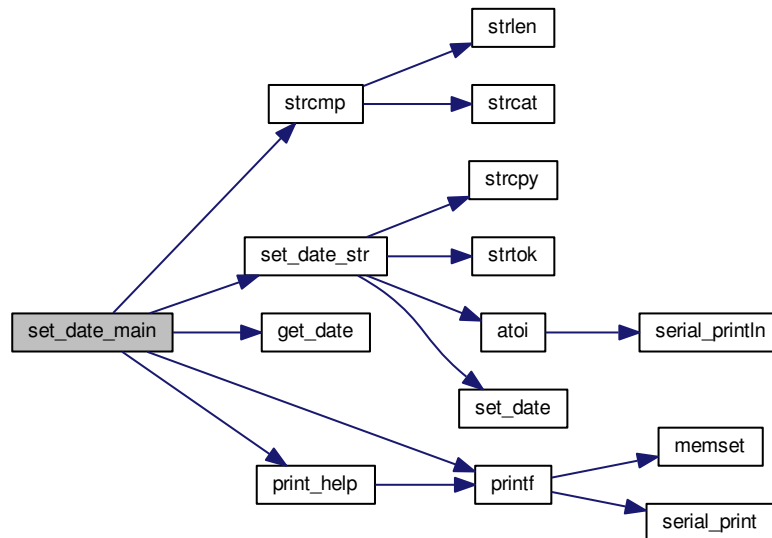 strlen
strcmp
strcat
strcpy
set_date_str
strtok
set_date_main
get_date
atoi
serial_println
set_date
memset
print_help
printf
serial_print